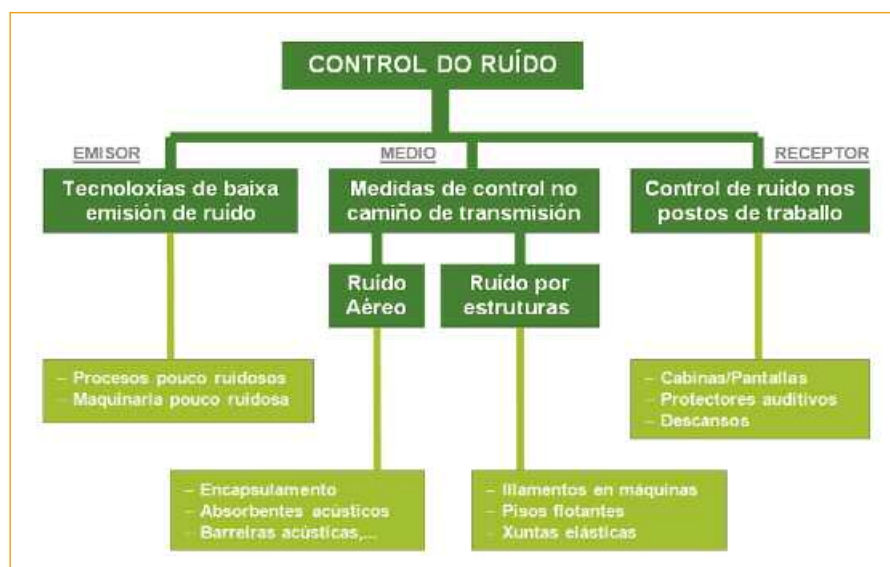 CONTROL DO RUÍDO
EMISOR
Tecnoloxías de baixa
emisión de ruído
MEDIO
Medidas de control no
camiño de transmisión
RECEPTOR
Control de ruído nos
postos de traballo
Ruído
Aéreo
Ruído por
estruturas
– Procesos pouco ruidosos
– Maquinaria pouco ruidosa
– Cabinas/Pantallas
– Protectores auditivos
– Descansos
– Encapsulamento
– Absorbentes acústicos
– Barreiras acústicas,...
– Illamentos en máquinas
– Pisos flotantes
– Xuntas elásticas